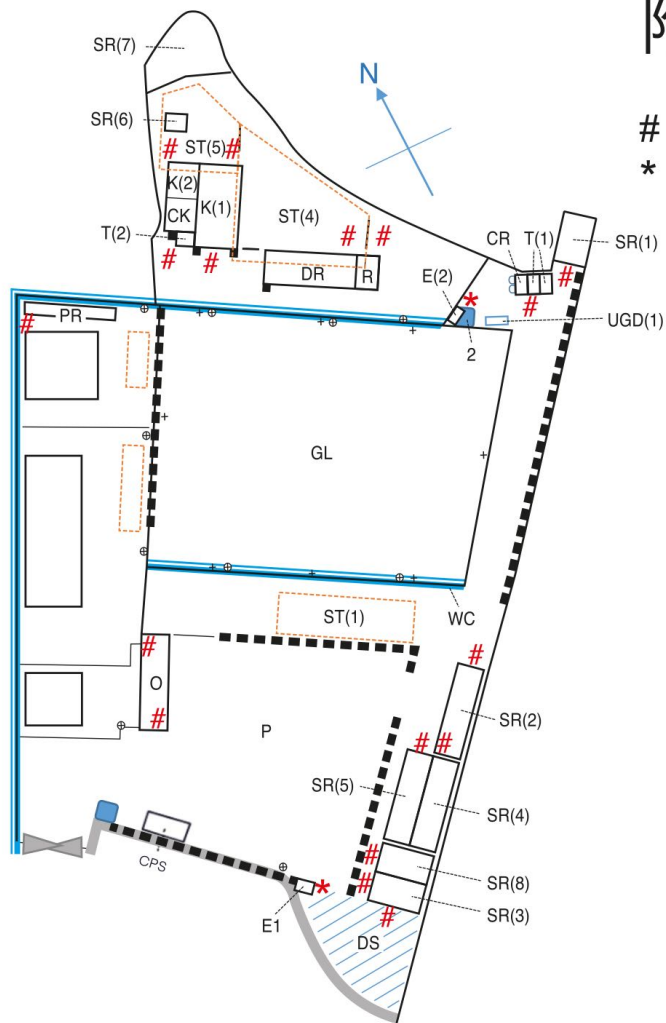 SR(7)
N
SR(6)
#
*
# ST(5) #
K(2)
K(1)
CK
ST(4)
T(2)
# #
# #
DR
R
E(2)
*
CR
T(1)
SR(1)
#
#
UGD(1)
2
PR
#
GL
WC
ST(1)
#
O
#
P
#
SR(2)
# #
SR(5)
SR(4)
#
SR(8)
#
SR(3)
#
CPS
E1
*
DS